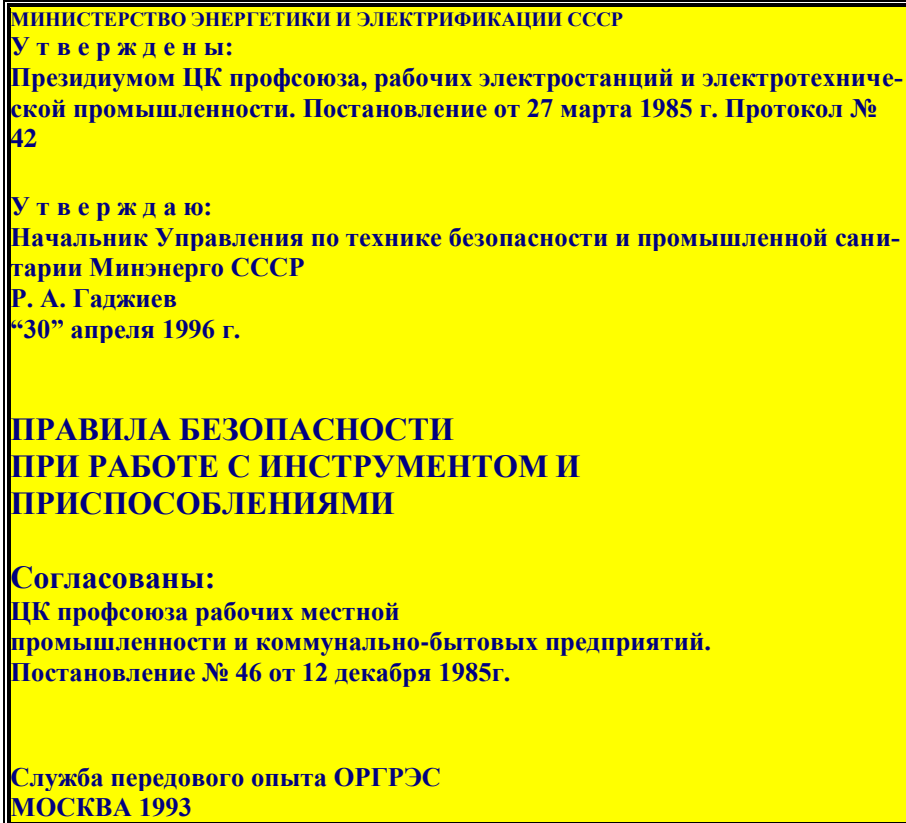 МИНИСТЕРСТВО ЭНЕРГЕТИКИ И ЭЛЕКТРИФИКАЦИИ СССР
У т в е р ж д е н ы:
Президиумом ЦК профсоюза, рабочих электростанций и электротехниче-
ской промышленности. Постановление от 27 марта 1985 г. Протокол №
42
У т в е р ж д а ю:
Начальник Управления по технике безопасности и промышленной сани-
тарии Минэнерго СССР
Р. А. Гаджиев
“30” апреля 1996 г.
ПРАВИЛА БЕЗОПАСНОСТИ
ПРИ РАБОТЕ С ИНСТРУМЕНТОМ И
ПРИСПОСОБЛЕНИЯМИ
Согласованы:
ЦК профсоюза рабочих местной
промышленности и коммунально-бытовых предприятий.
Постановление № 46 от 12 декабря 1985г.
Служба передового опыта ОРГРЭС
МОСКВА 1993